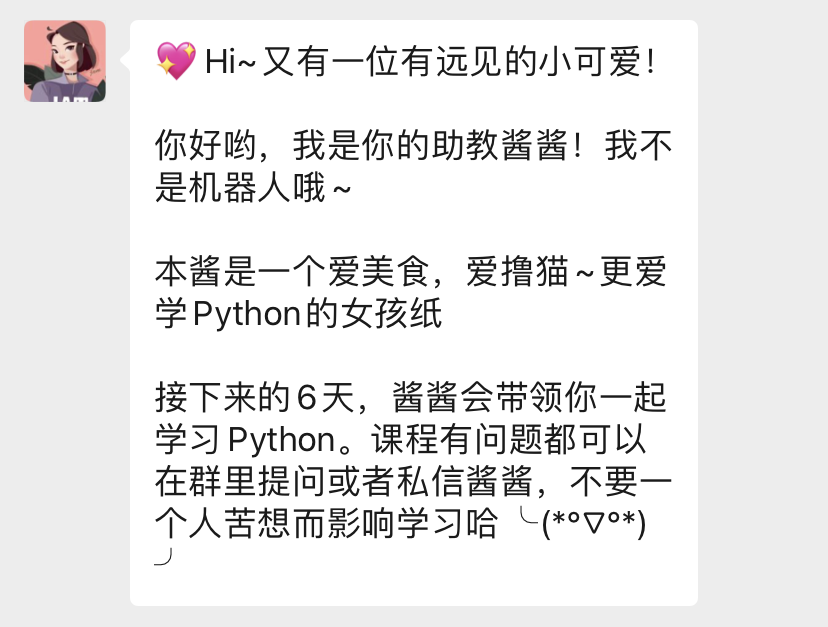 💖Hi~又有一位有远见的小可爱！
你好哟，我是你的助教酱酱！我不
是机器人哦~
本酱是一个爱美食，爱撸猫~更爱
学Python的女孩纸
接下来的6天，酱酱会带领你一起
学习Python。课程有问题都可以
在群里提问或者私信酱酱，不要一
个人苦想而影响学习哈╰(*°▽°*)
╯